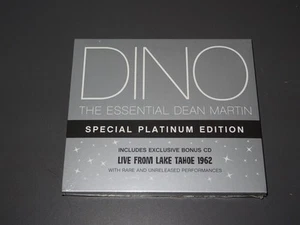 DINO
THE ESSENTIAL DEAN MARTIN
SPECIAL PLATINUM EDITION
INCLUDES EXCLUSIVE BONUS CD
LIVE FROM LAKE TAHOE 1962
WITH RARE AND UNRELEASED PERFORMANCES